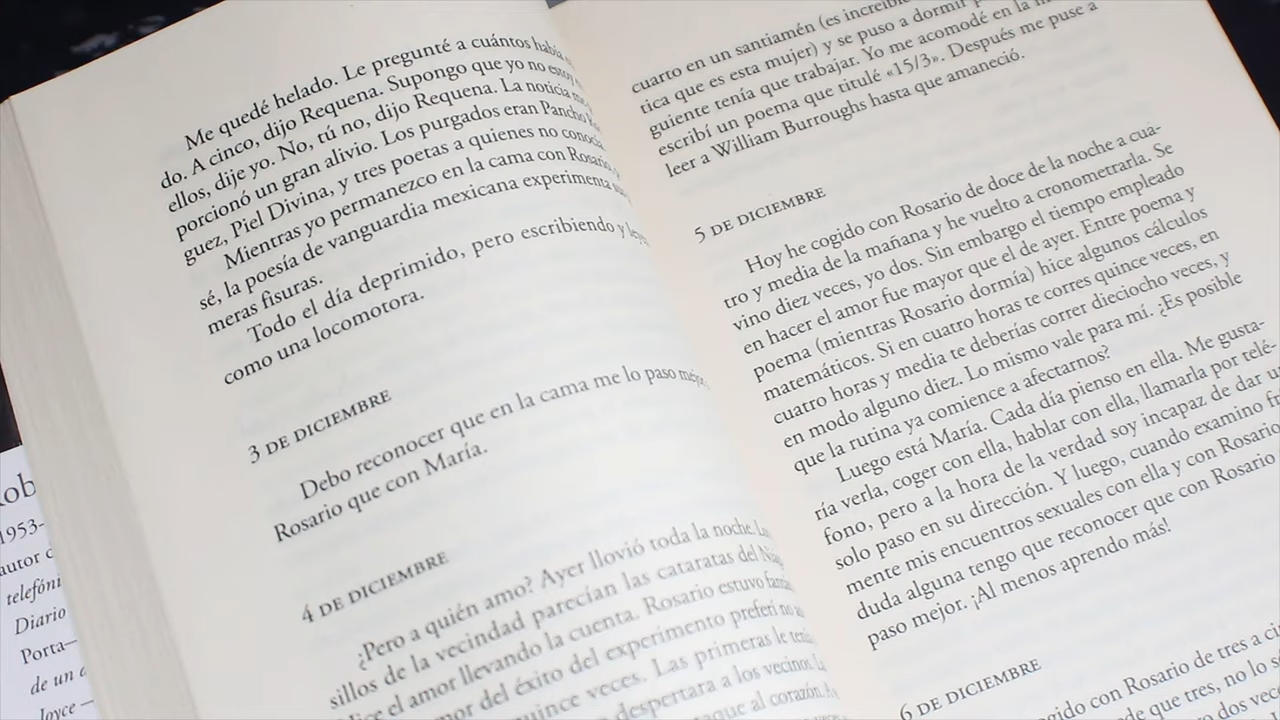 Me quedé helado. Le pregunté a cuántos había
do. A cinco, dijo Requena. Supongo que yo no estoy
ellos, dije yo. No, tú no, dijo Requena. La noticia me
porcionó un gran alivio. Los purgados eran Pancho
guez, Piel Divina, y tres poetas a quienes no
Mientras yo permanezco en la cama con Rosario
sé, la poesía de vanguardia mexicana experimenta
meras fisuras.
Todo el día deprimido, pero escribiendo y
como una locomotora.
3 DE DICIEMBRE
Debo reconocer que en la cama me lo paso mejor
Rosario que con María.
4 DE DICIEMBRE
¿Pero a quién amo? Ayer llovió toda la noche.
sillos de la vecindad parecían las cataratas del
el amor llevando la cuenta. Rosario estuvo
del éxito del experimento preferí no
quince veces. Las primeras le
despertara a los vecinos.
ataque al corazón.
cuarto en un santiamén (es increíble
tica que es esta mujer) y se puso a dormir
guiente tenía que trabajar. Yo me acomodé en la
escribí un poema que titulé «15/3». Después me puse a
leer a William Burroughs hasta que amaneció.
5 DE DICIEMBRE
Hoy he cogido con Rosario de doce de la noche a cua-
tro y media de la mañana y he vuelto a cronometrarla. Se
vino diez veces, yo dos. Sin embargo el tiempo empleado
en hacer el amor fue mayor que el de ayer. Entre poema y
poema (mientras Rosario dormía) hice algunos cálculos
matemáticos. Si en cuatro horas te corres quince veces, en
cuatro horas y media te deberías correr dieciocho veces, y
en modo alguno diez. Lo mismo vale para mí. ¿Es posible
que la rutina ya comience a afectarnos?
Luego está María. Cada día pienso en ella. Me gusta-
ría verla, coger con ella, hablar con ella, llamarla por telé-
fono, pero a la hora de la verdad soy incapaz de dar
solo paso en su dirección. Y luego, cuando examino
mente mis encuentros sexuales con ella y con Rosario
duda alguna tengo que reconocer que con Rosario
paso mejor. ¡Al menos aprendo más!
6 DE DICIEMBRE
cogido con Rosario de tres a
de que tres, no lo
dos veces
1953-
autor
telefóni
Diario
Porta—
de un
Joyce —